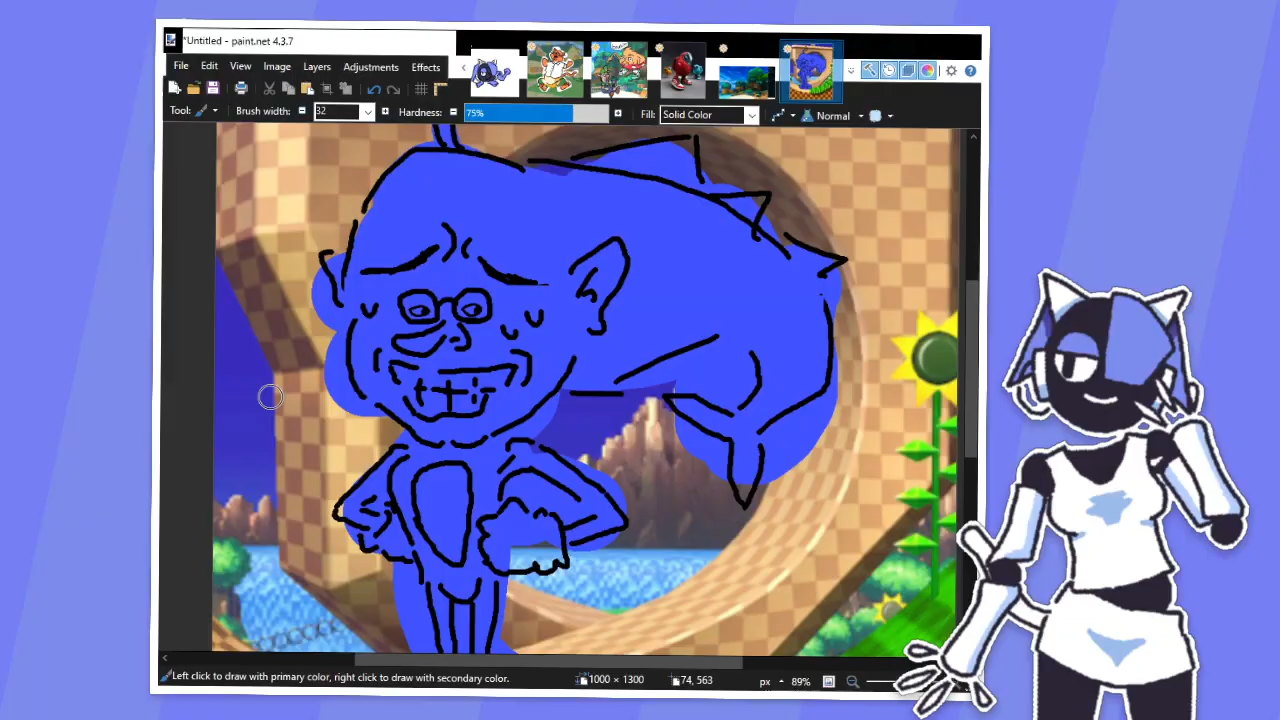 *Untitled - paint.net 4.3.7
File Edit View Image Layers Adjustments Effects
Tool: Brush width: 32 Hardness: 75% Fill: Solid Color Normal
Left click to draw with primary color, right click to draw with secondary color. 1000 × 1300 74, 563 px 89%